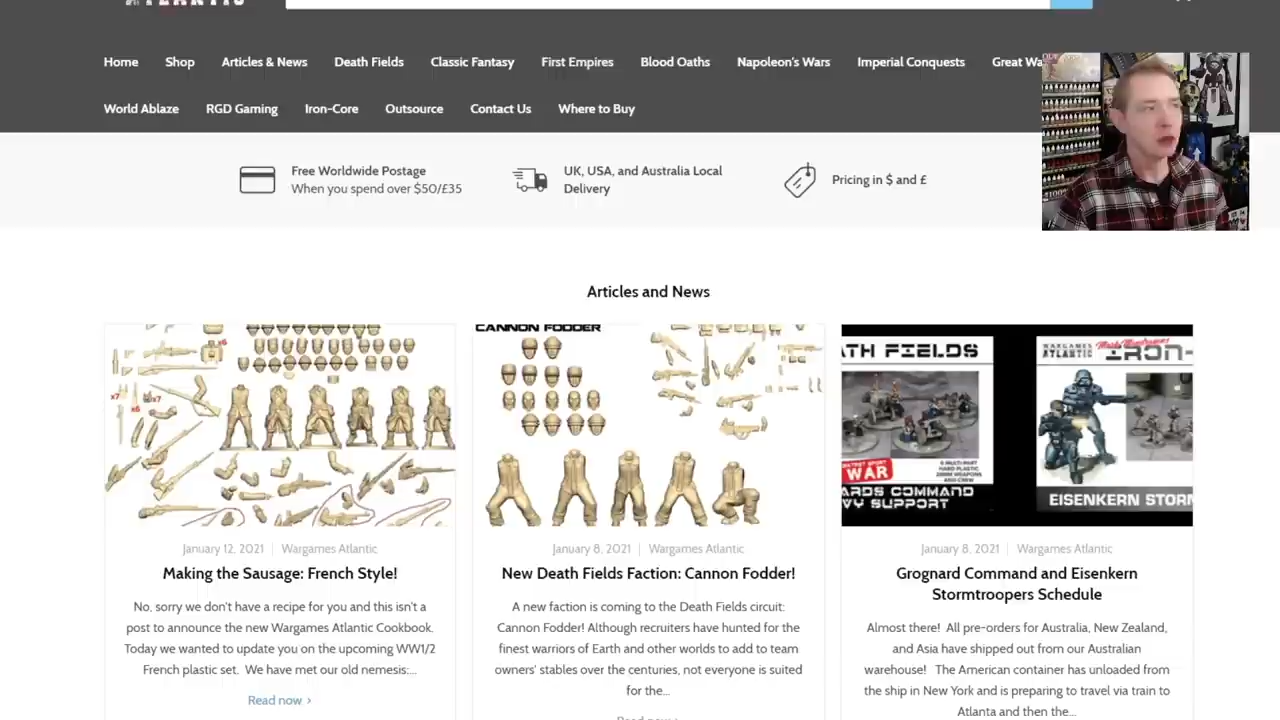 Home Shop Articles & News Death Fields Classic Fantasy First Empires Blood Oaths Napoleon's Wars Imperial Conquests Great
World Ablaze RGD Gaming Iron-Core Outsource Contact Us Where to Buy
Free Worldwide Postage
When you spend over $50/£35
UK, USA, and Australia Local
Delivery
Pricing in $ and £
Articles and News
x6
x7
x6
x7
January 12, 2021 Wargames Atlantic
Making the Sausage: French Style!
No, sorry we don't have a recipe for you and this isn't a
post to announce the new Wargames Atlantic Cookbook.
Today we wanted to update you on the upcoming WW1/2
French plastic set. We have met our old nemesis:...
Read now ›
CANNON FODDER
January 8, 2021 Wargames Atlantic
New Death Fields Faction: Cannon Fodder!
A new faction is coming to the Death Fields circuit:
Cannon Fodder! Although recruiters have hunted for the
finest warriors of Earth and other worlds to add to team
owners' stables over the centuries, not everyone is suited
for the...
Read now ›
TH FIELDS
WAR
ARDS COMMAND
VY SUPPORT
WARGAMES
ATLANTIC
IRON-
EISENKERN STORM
January 8, 2021 Wargames Atlantic
Grognard Command and Eisenkern
Stormtroopers Schedule
Almost there! All pre-orders for Australia, New Zealand,
and Asia have shipped out from our Australian
warehouse! The American container has unloaded from
the ship in New York and is preparing to travel via train to
Atlanta and then the...